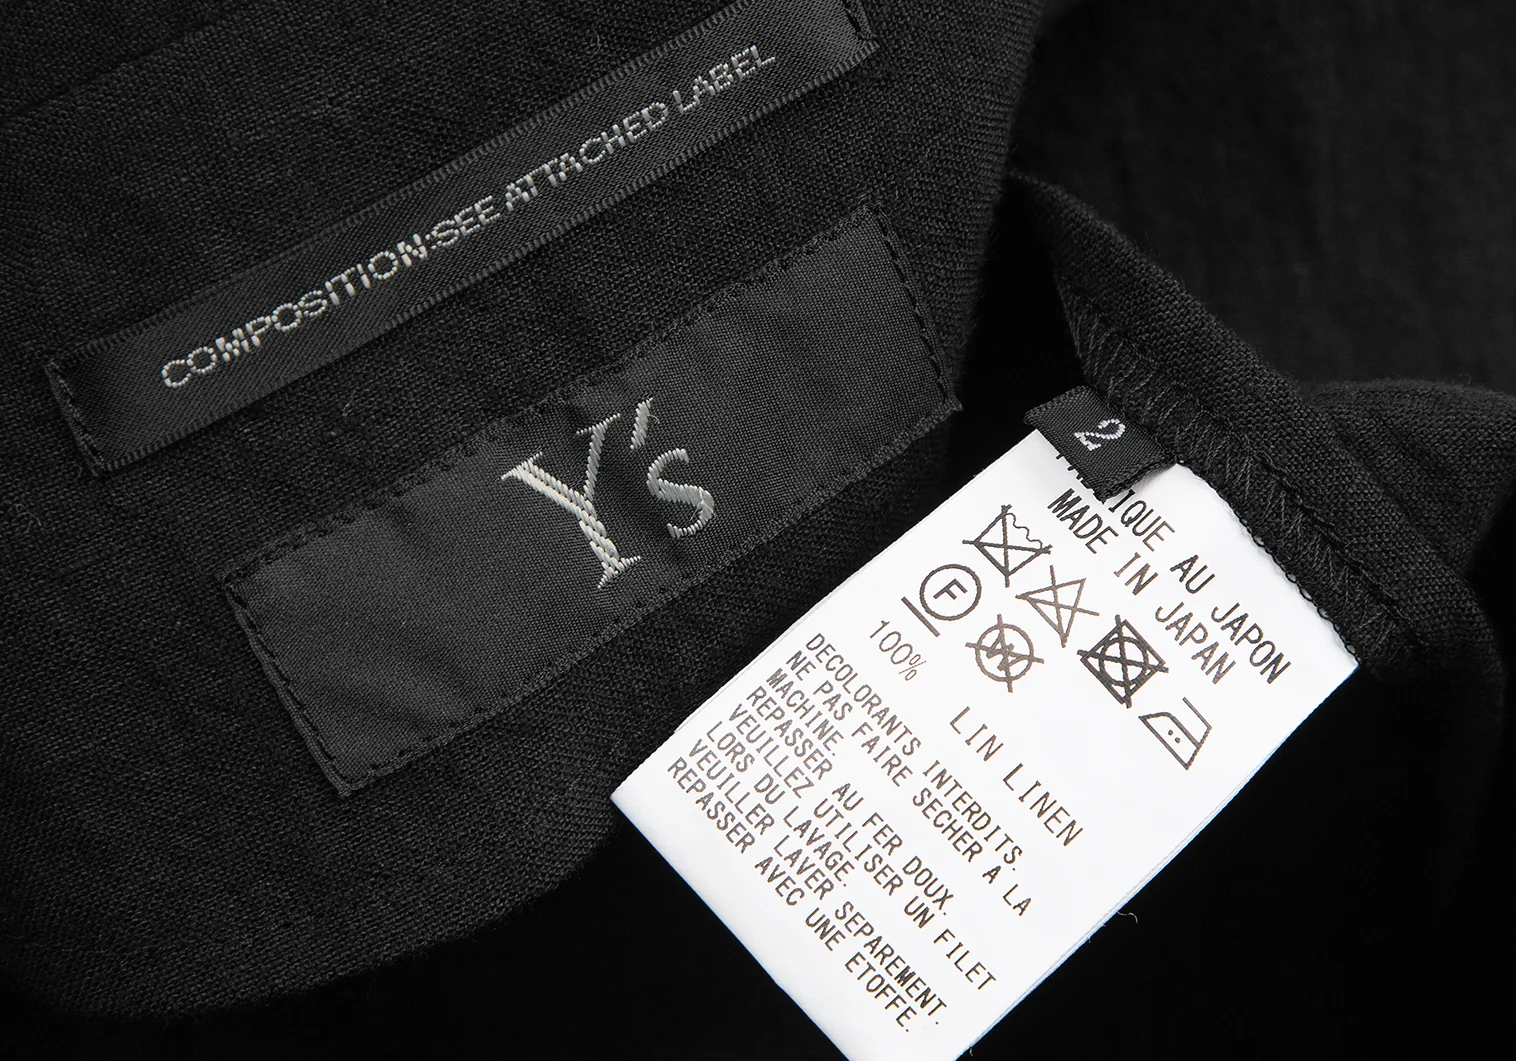 COMPOSITION:SEE ATTACHED LABEL
Y's
2
IQUE AU JAPON
MADE IN JAPAN
F
W
100% LIN LINEN
DECOLORANTS INTERDITS.
NE PAS FAIRE SECHER A LA
MACHINE.
REPASSER AU FER DOUX.
VEUILLEZ UTILISER UN FILET
LORS DU LAVAGE.
VEUILLER LAVER SEPAREMENT.
REPASSER AVEC UNE ETOFFE.